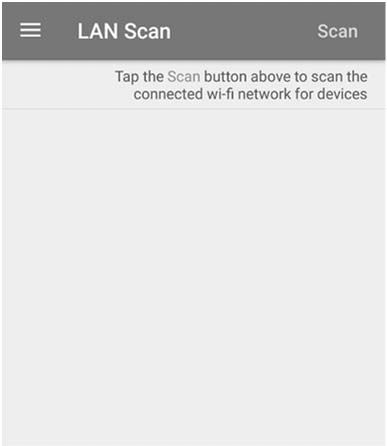 LAN Scan
Scan
Tap the Scan button above to scan the
connected wi-fi network for devices